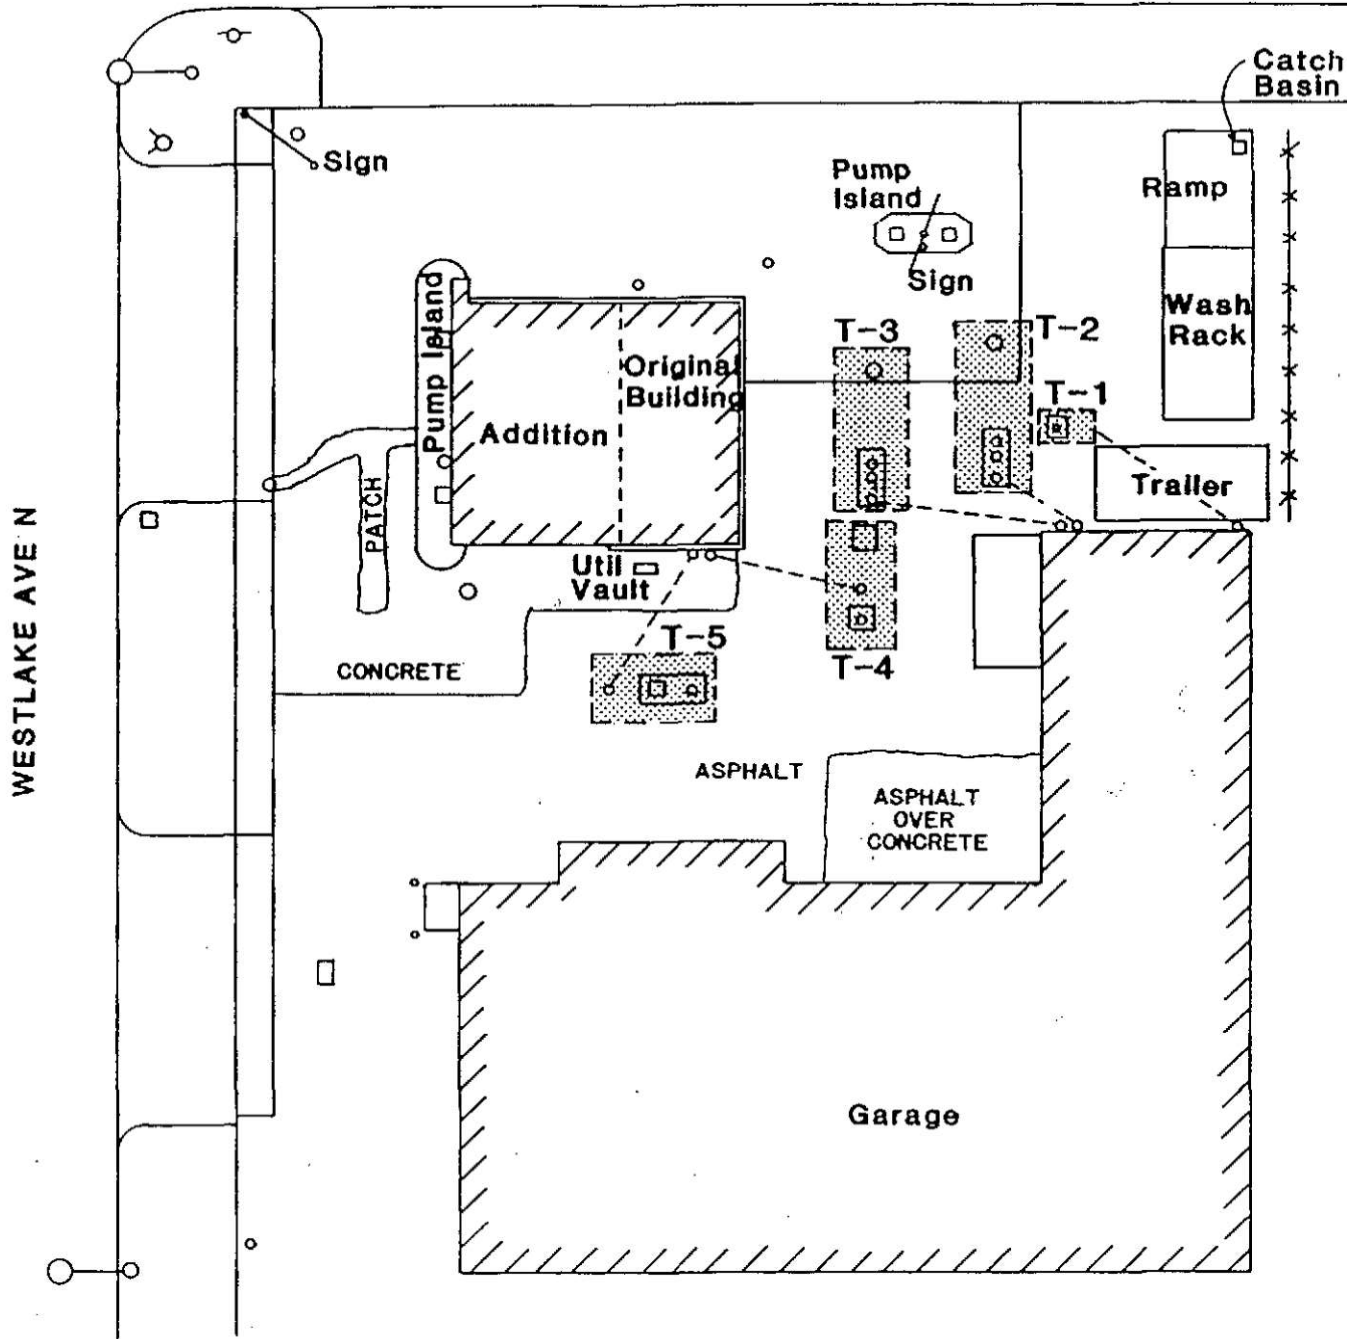 Catch
Basin
Sign
Pump
Island
Ramp
Sign
Pump Island
Wash
Rack
T-3
T-2
Original
Building
T-1
Addition
Trailer
PATCH
WESTLAKE AVE N
Util
Vault
T-5
T-4
CONCRETE
ASPHALT
ASPHALT
OVER
CONCRETE
Garage